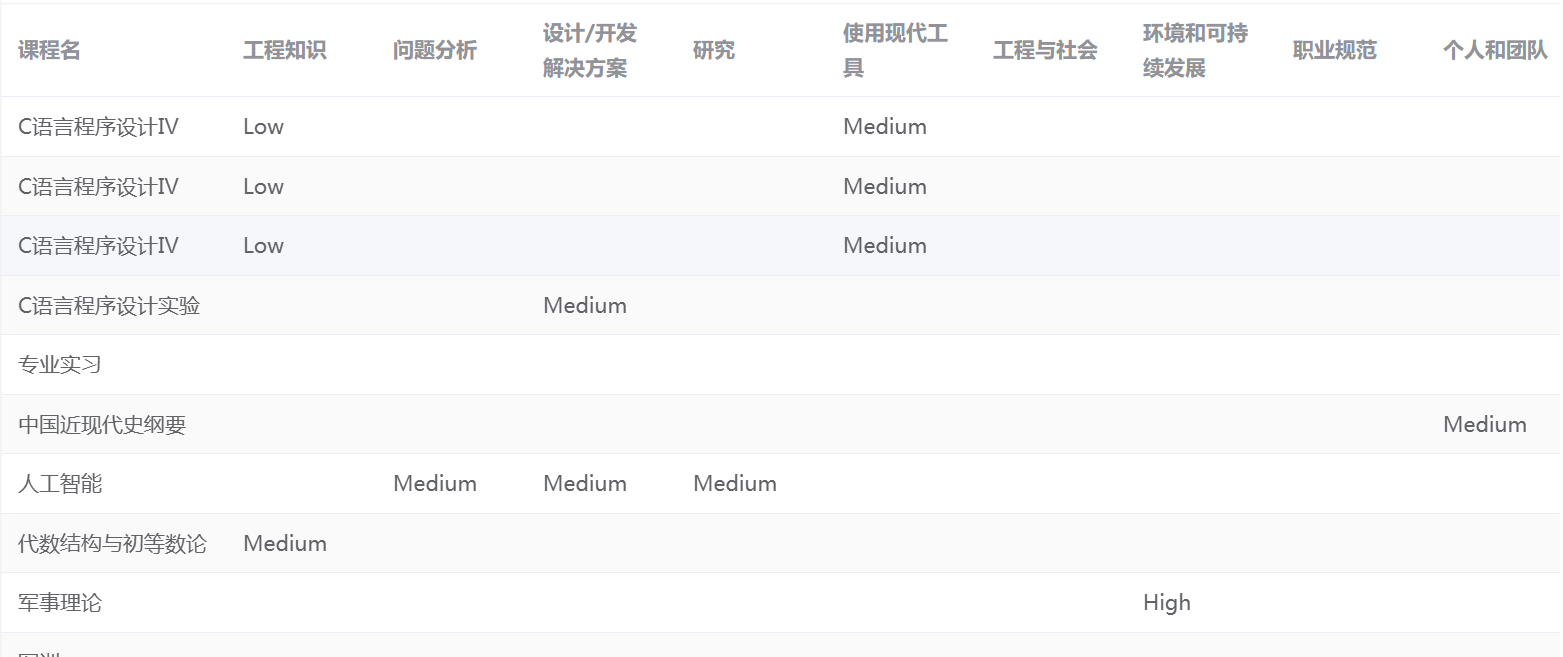 课程名 工程知识 问题分析 设计/开发解决方案 研究 使用现代工具 工程与社会 环境和可持续发展 职业规范 个人和团队
C语言程序设计IV Low Medium
C语言程序设计IV Low Medium
C语言程序设计IV Low Medium
C语言程序设计实验 Medium
专业实习
中国近现代史纲要 Medium
人工智能 Medium Medium Medium
代数结构与初等数论 Medium
军事理论 High